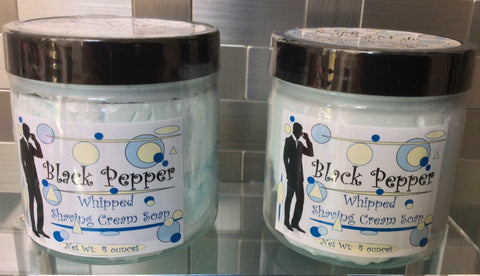 Black Pepper
Whipped
Shaving Cream Soap
Net Wt. 4 ounces
Black Pepper
Whipped
Shaving Cream Soap
Net Wt. 4 ounces